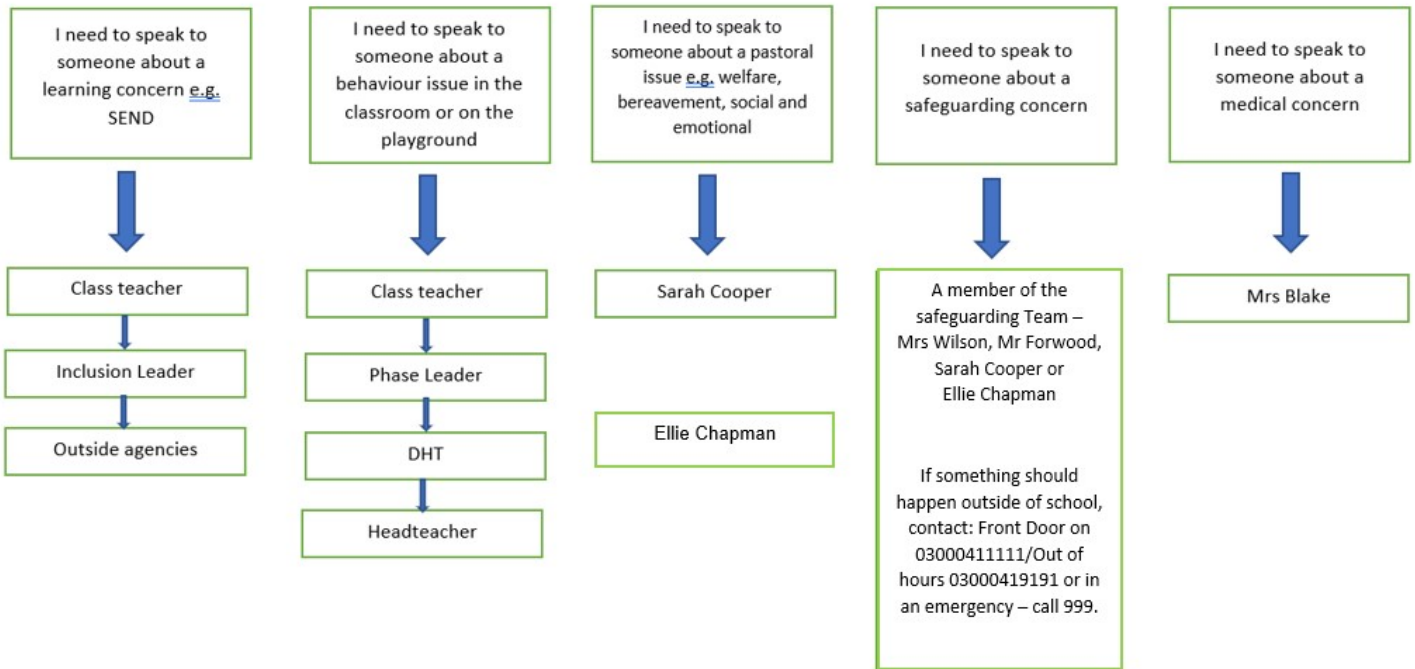 I need to speak to
someone about a
learning concern e.g.
SEND
I need to speak to
someone about a
behaviour issue in the
classroom or on the
playground
I need to speak to
someone about a pastoral
issue e.g. welfare,
bereavement, social and
emotional
I need to speak to
someone about a
safeguarding concern
I need to speak to
someone about a
medical concern
Class teacher
Inclusion Leader
Outside agencies
Class teacher
Phase Leader
DHT
Headteacher
Sarah Cooper
Ellie Chapman
A member of the
safeguarding Team –
Mrs Wilson, Mr Forwood,
Sarah Cooper or
Ellie Chapman
If something should
happen outside of school,
contact: Front Door on
03000411111/Out of
hours 03000419191 or in
an emergency – call 999.
Mrs Blake